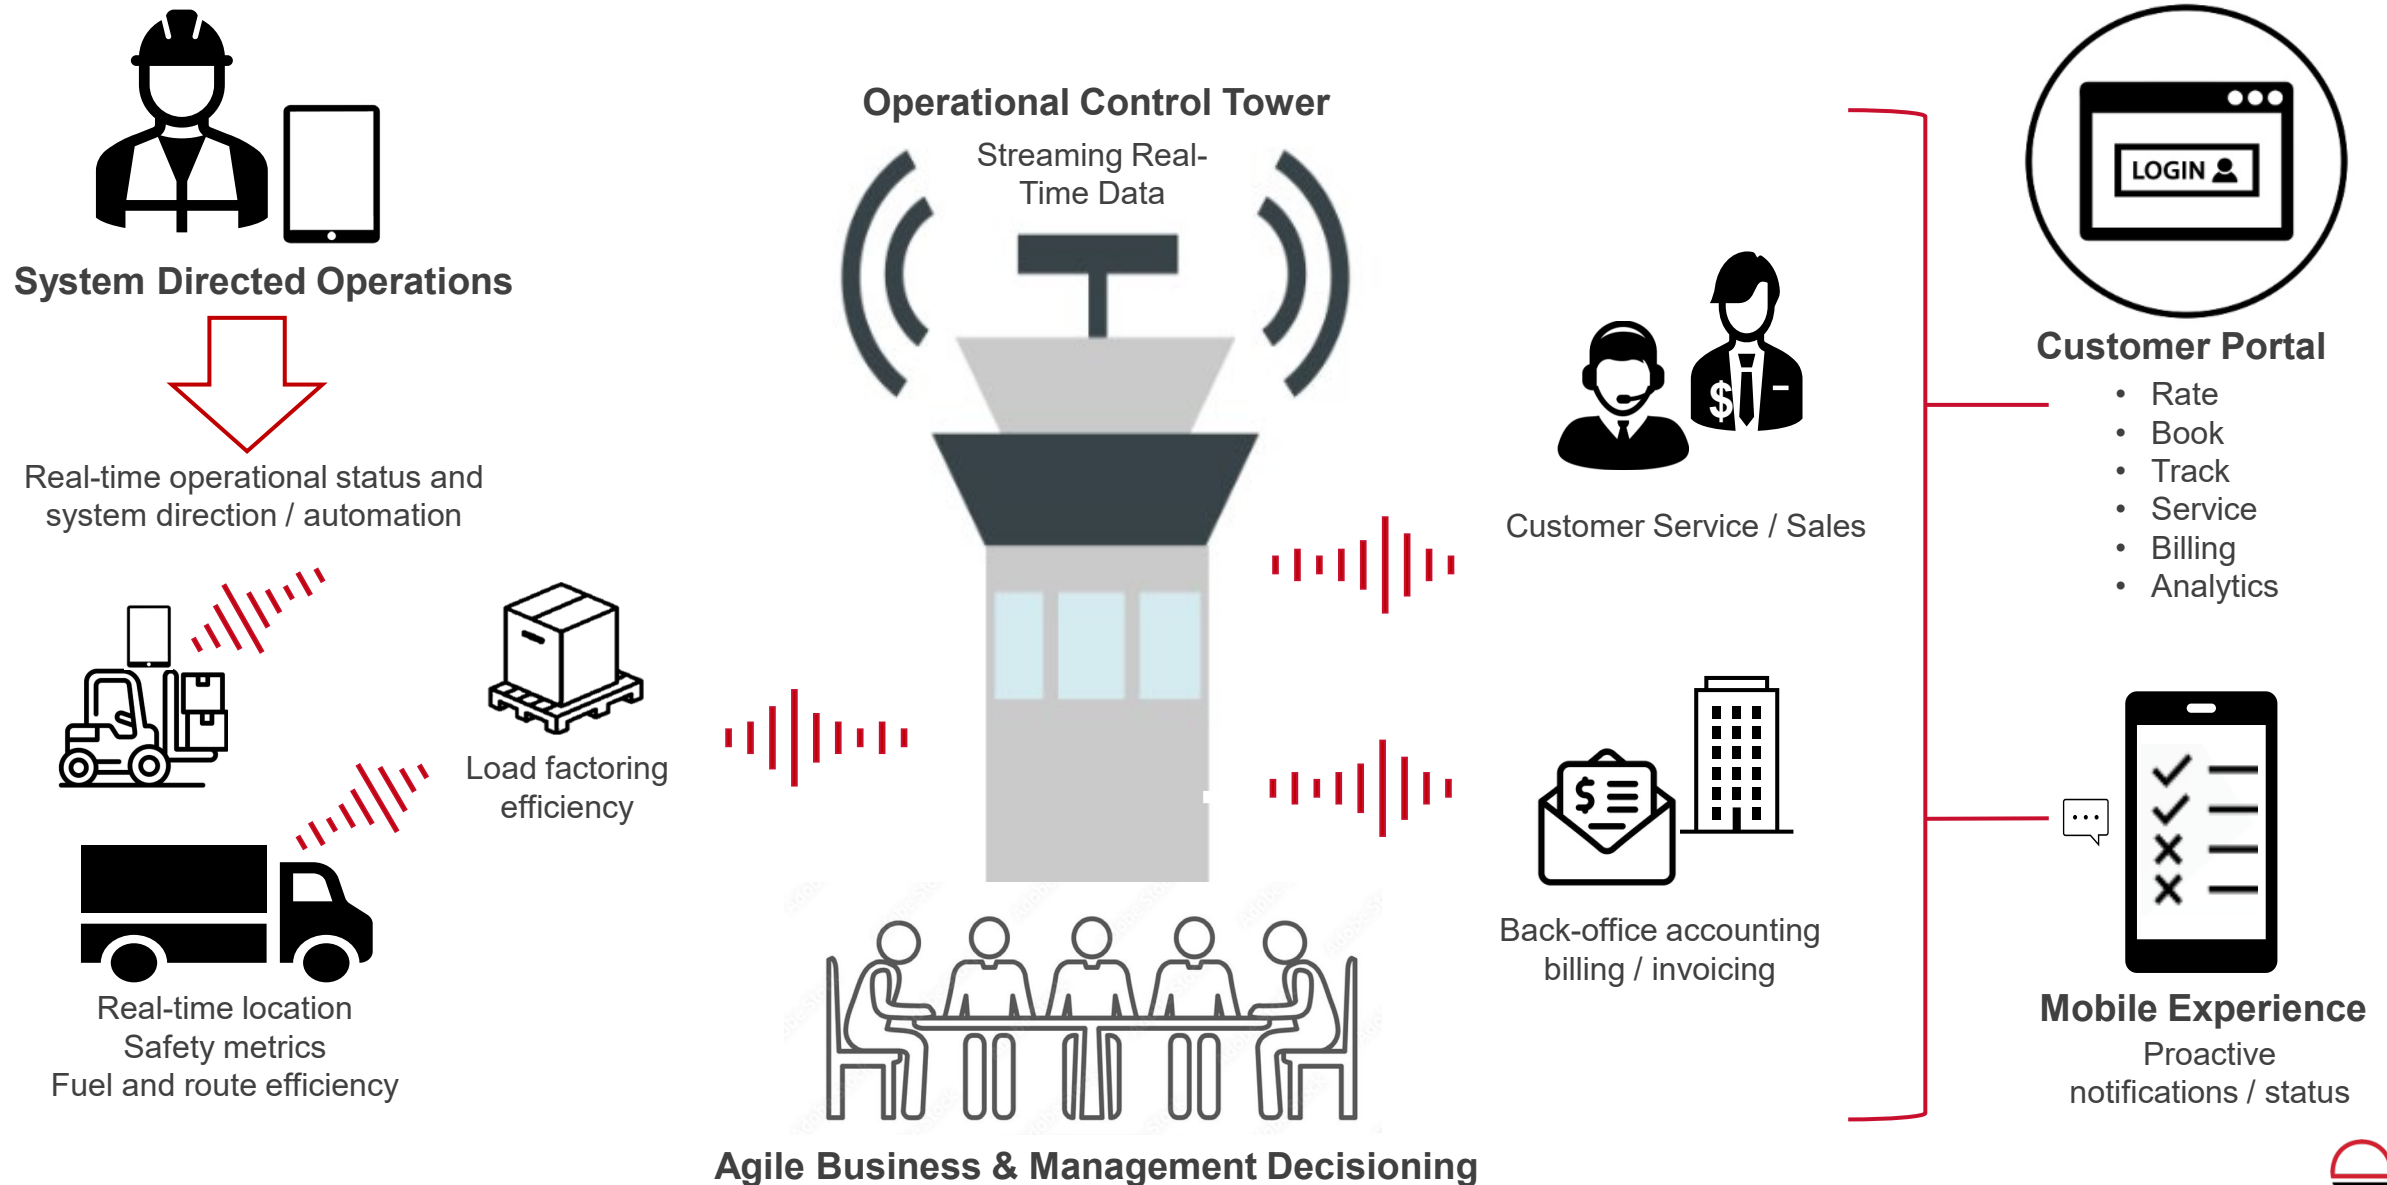 System Directed Operations
Real-time operational status and
system direction / automation
Load factoring
efficiency
Real-time location
Safety metrics
Fuel and route efficiency
Operational Control Tower
Streaming Real-
Time Data
Agile Business & Management Decisioning
$
Customer Service / Sales
$
Back-office accounting
billing / invoicing
LOGIN
Customer Portal
• Rate
• Book
• Track
• Service
• Billing
• Analytics
Mobile Experience
Proactive
notifications / status